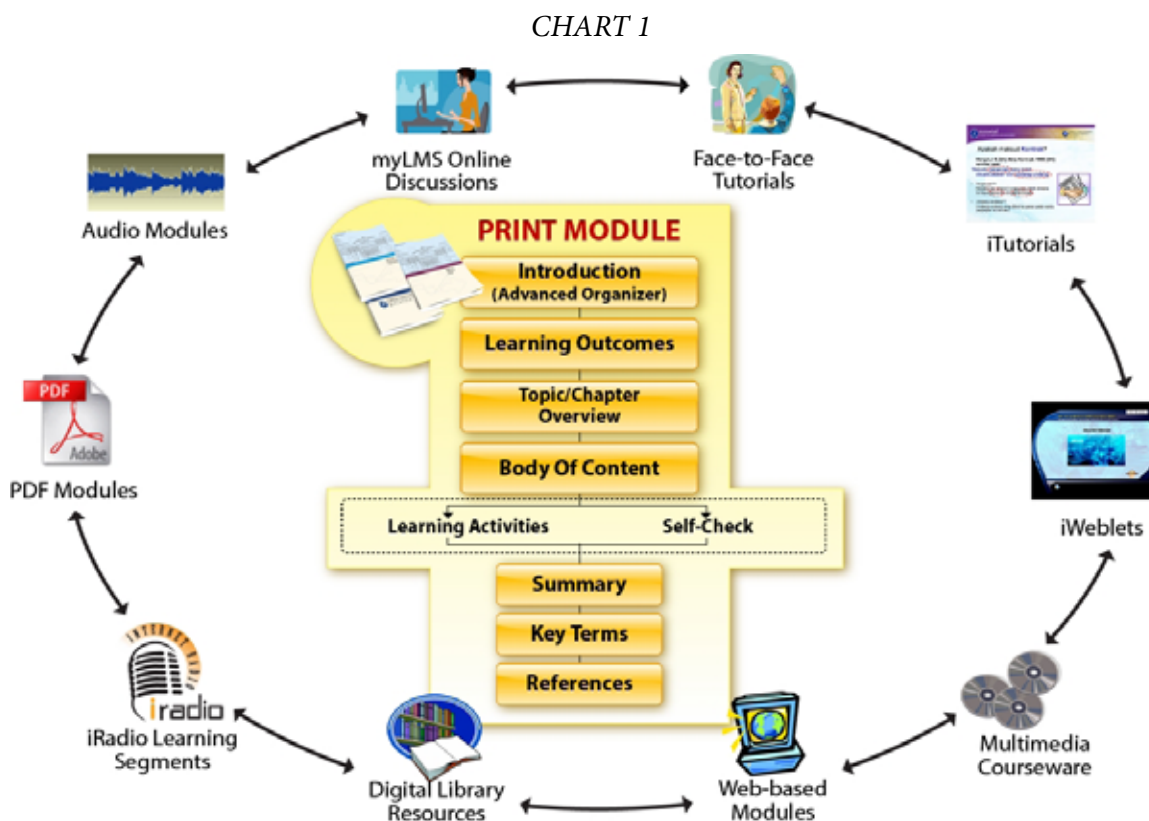 CHART 1
myLMS Online
Discussions
Face-to-Face
Tutorials
iTutorials
Audio Modules
PRINT MODULE
Introduction
(Advanced Organizer)
Learning Outcomes
Topic/Chapter
Overview
Body Of Content
Learning Activities
Self-Check
Summary
Key Terms
References
PDF
Adobe
PDF Modules
iWeblets
INTERNET RADIO
iradio
iRadio Learning
Segments
Digital Library
Resources
Web-based
Modules
Multimedia
Courseware